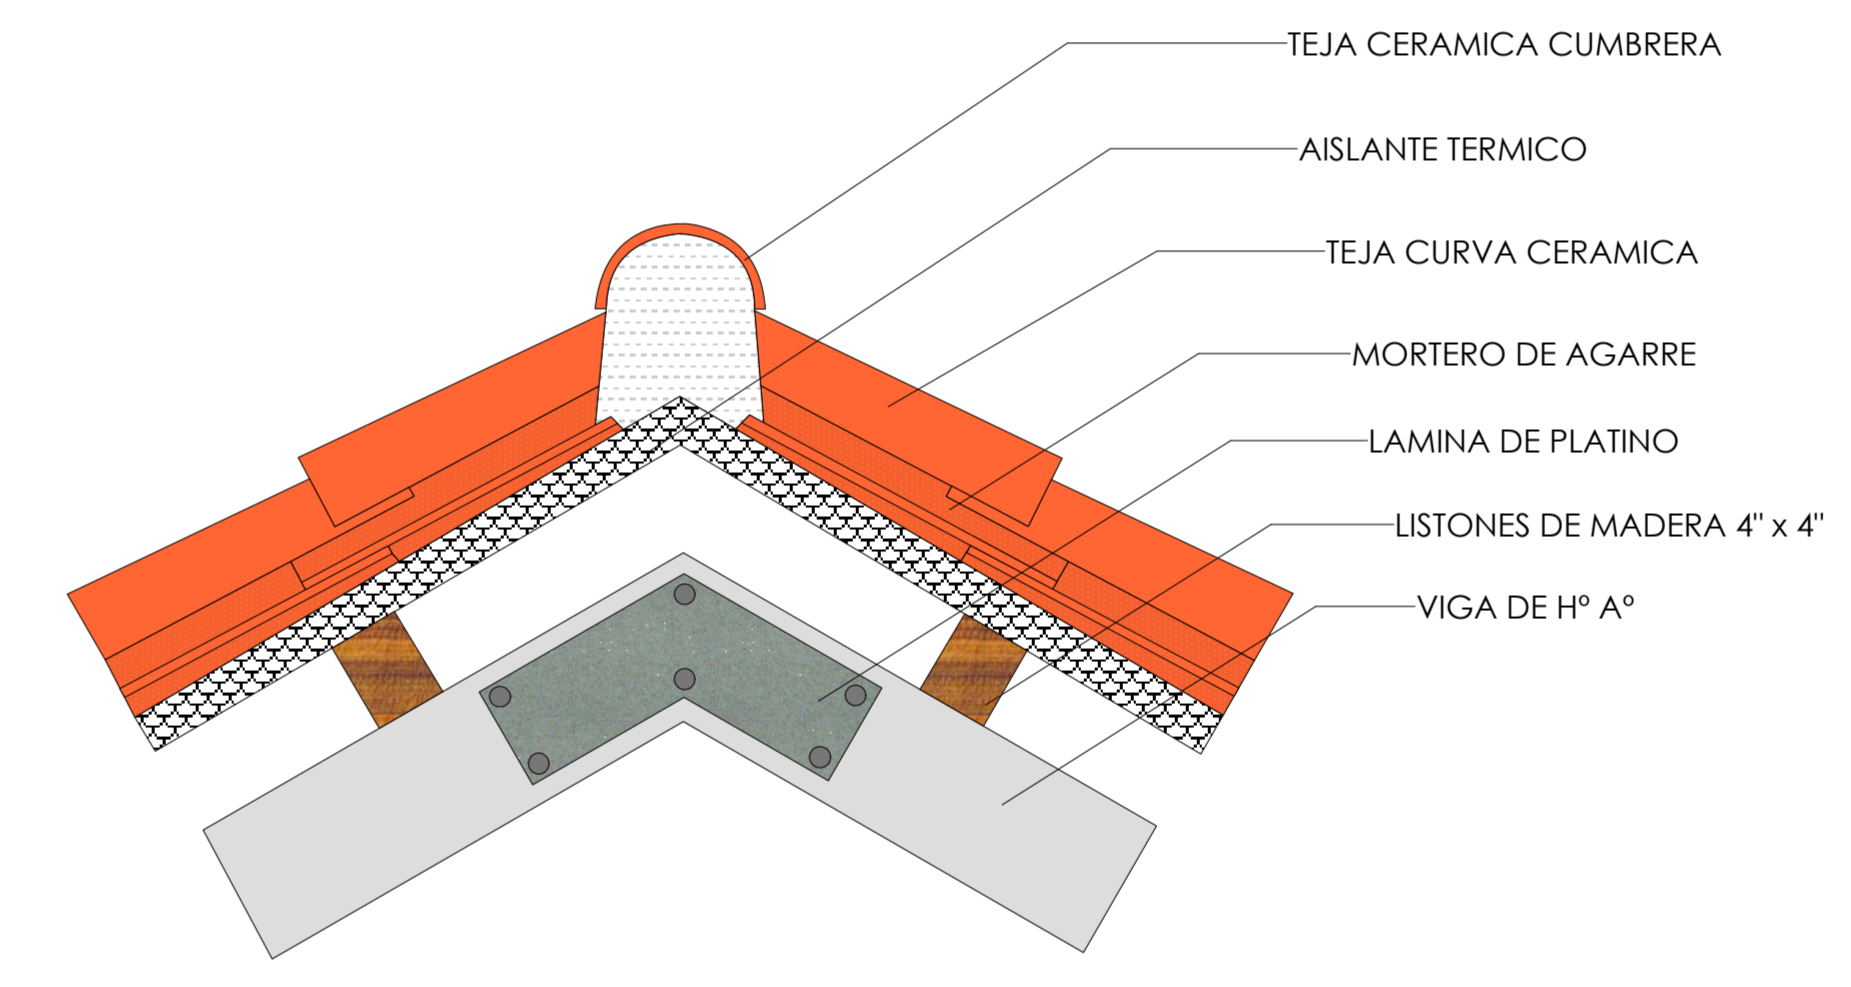 TEJA CERAMICA CUMBRERA
AISLANTE TERMICO
TEJA CURVA CERAMICA
MORTERO DE AGARRE
LAMINA DE PLATINO
LISTONES DE MADERA 4" x 4"
VIGA DE Hº Aº